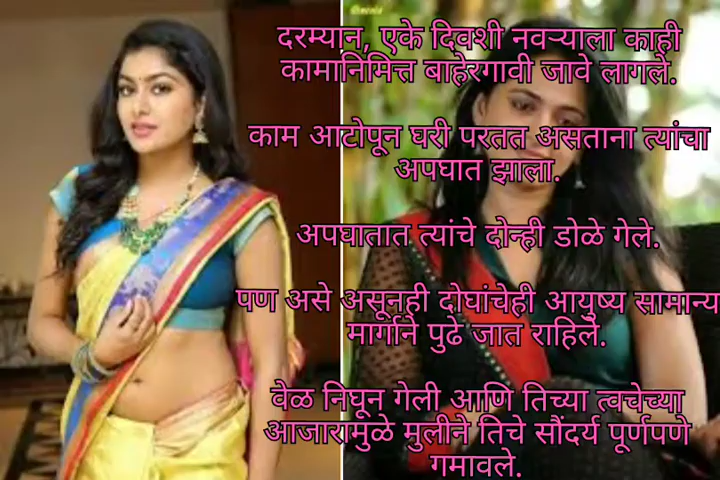 दरम्यान, एके दिवशी नवऱ्याला काही
कामानिमित्त बाहेरगावी जावे लागले.
काम आटोपून घरी परतत असताना त्यांचा
अपघात झाला.
अपघातात त्यांचे दोन्ही डोळे गेले.
पण असे असूनही दोघांचेही आयुष्य सामान्य
मार्गाने पुढे जात राहिले.
वेळ निघून गेली आणि तिच्या त्वचेच्या
आजारामुळे मुलीने तिचे सौंदर्य पूर्णपणे
गमावले.